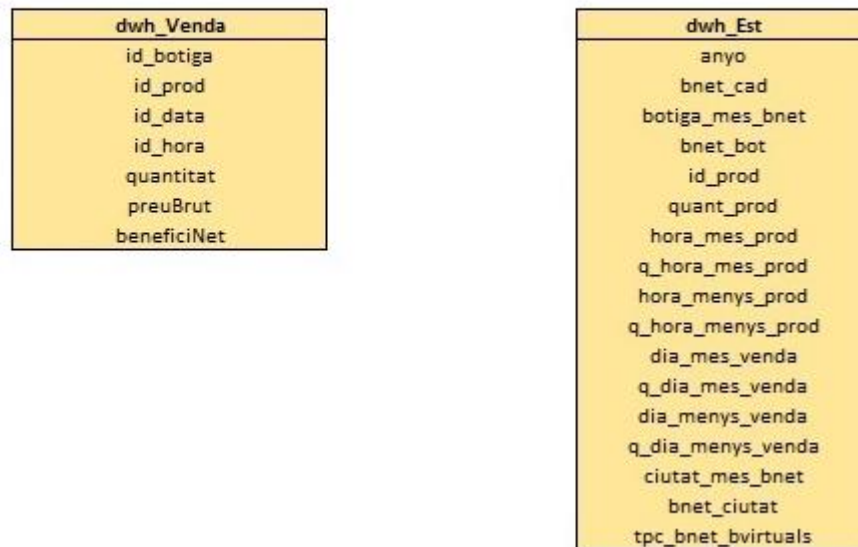 dwh_Venda
id_botiga
id_prod
id_data
id_hora
quantitat
preuBrut
beneficiNet
dwh_Est
anyo
bnet_cad
botiga_mes_bnet
bnet_bot
id_prod
quant_prod
hora_mes_prod
q_hora_mes_prod
hora_menys_prod
q_hora_menys_prod
dia_mes_venda
q_dia_mes_venda
dia_menys_venda
q_dia_menys_venda
ciutat_mes_bnet
bnet_ciutat
tpc_bnet_bvirtuals